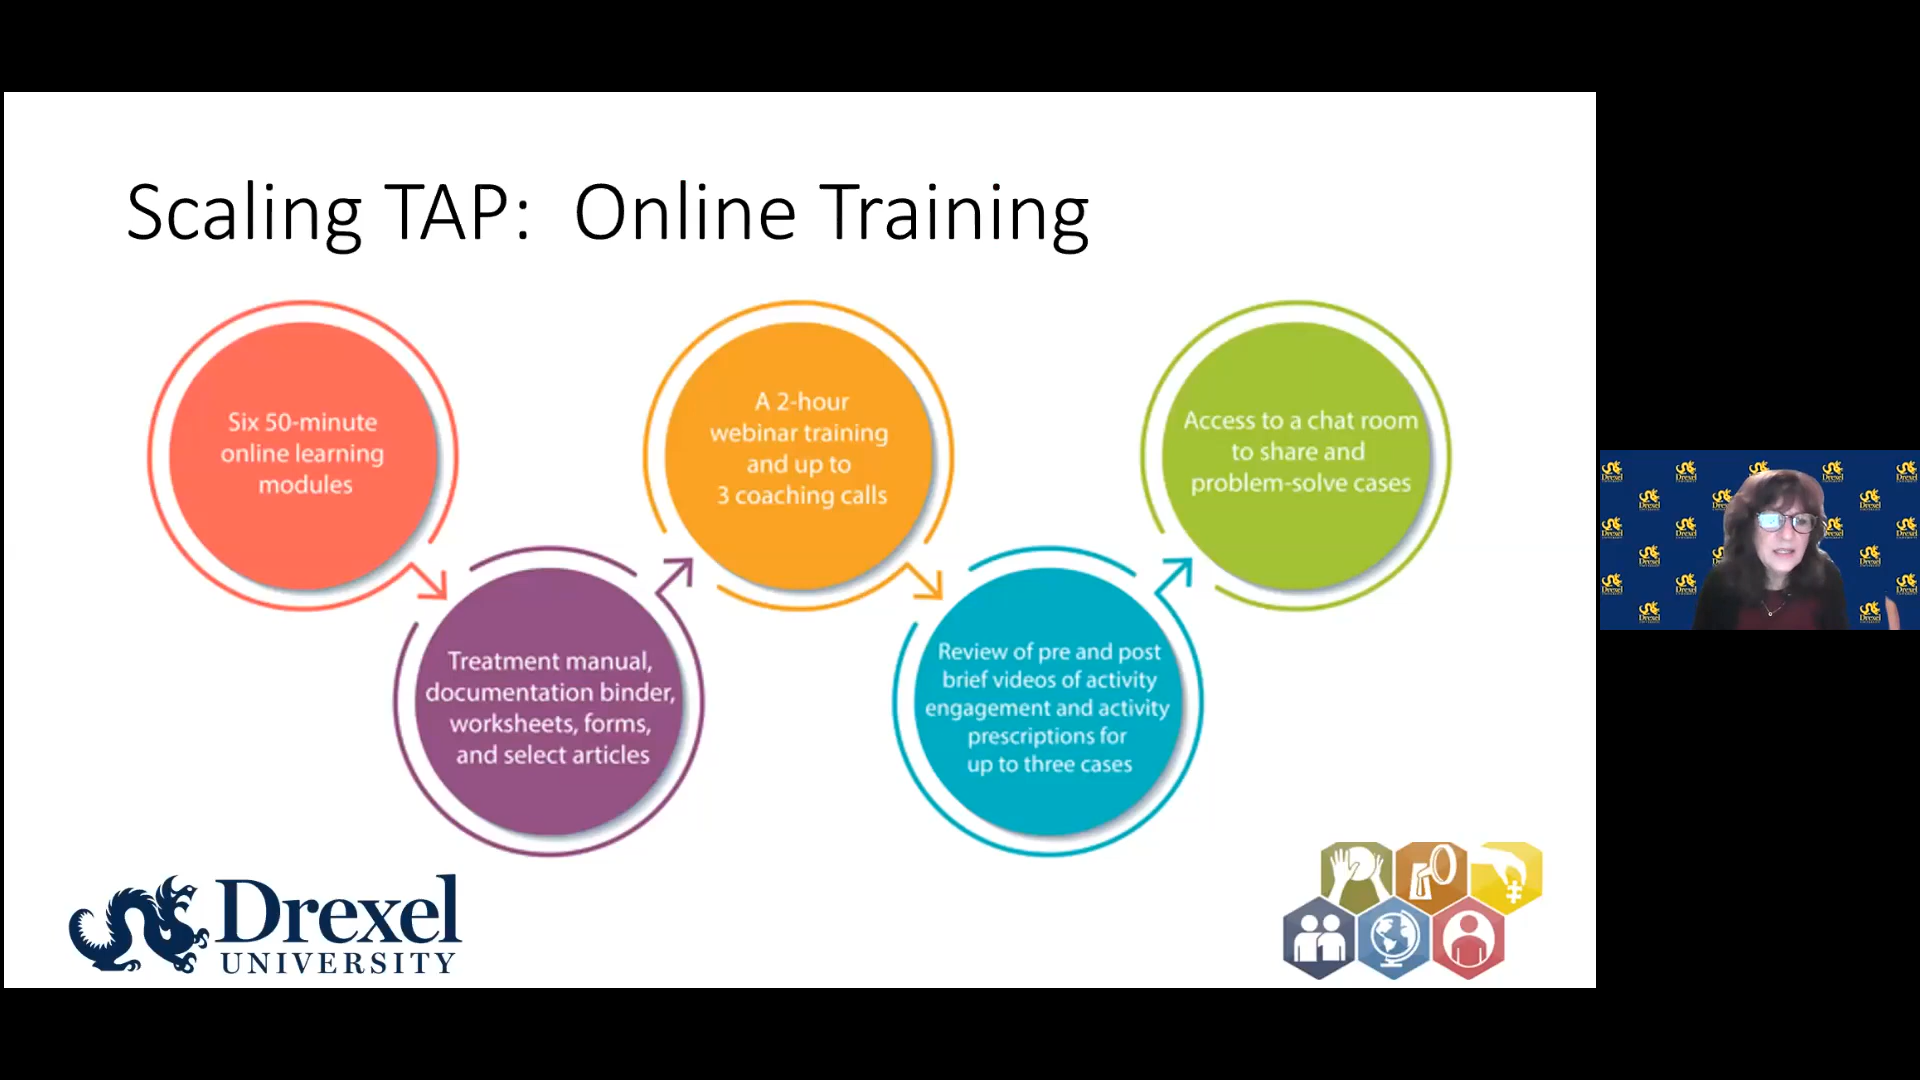 Scaling TAP:  Online Training
Six 50-minute
online learning
modules
Treatment manual,
documentation binder,
worksheets, forms,
and select articles
A 2-hour
webinar training
and up to
3 coaching calls
Review of pre and post
brief videos of activity
engagement and activity
prescriptions for
up to three cases
Access to a chat room
to share and
problem-solve cases
Drexel
UNIVERSITY
Drexel